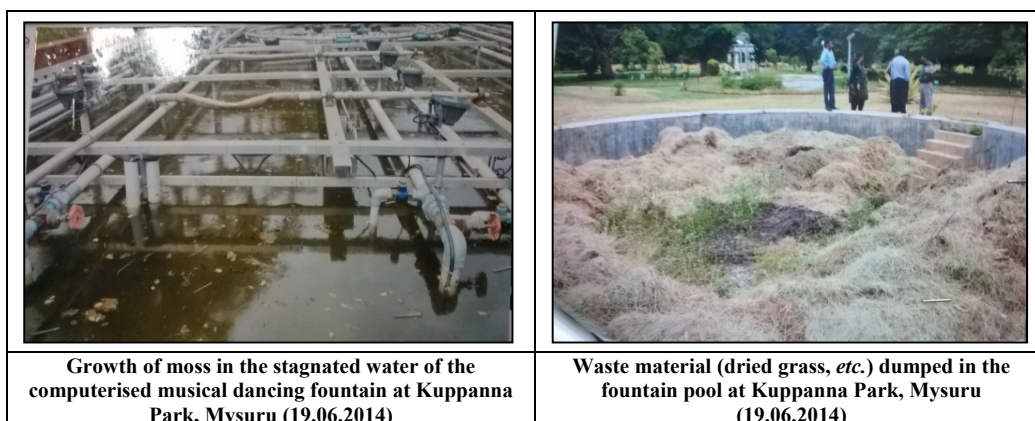 Growth of moss in the stagnated water of the
computerised musical dancing fountain at Kuppanna
Park, Mysuru (19.06.2014)
Waste material (dried grass, etc.) dumped in the
fountain pool at Kuppanna Park, Mysuru
(19.06.2014)